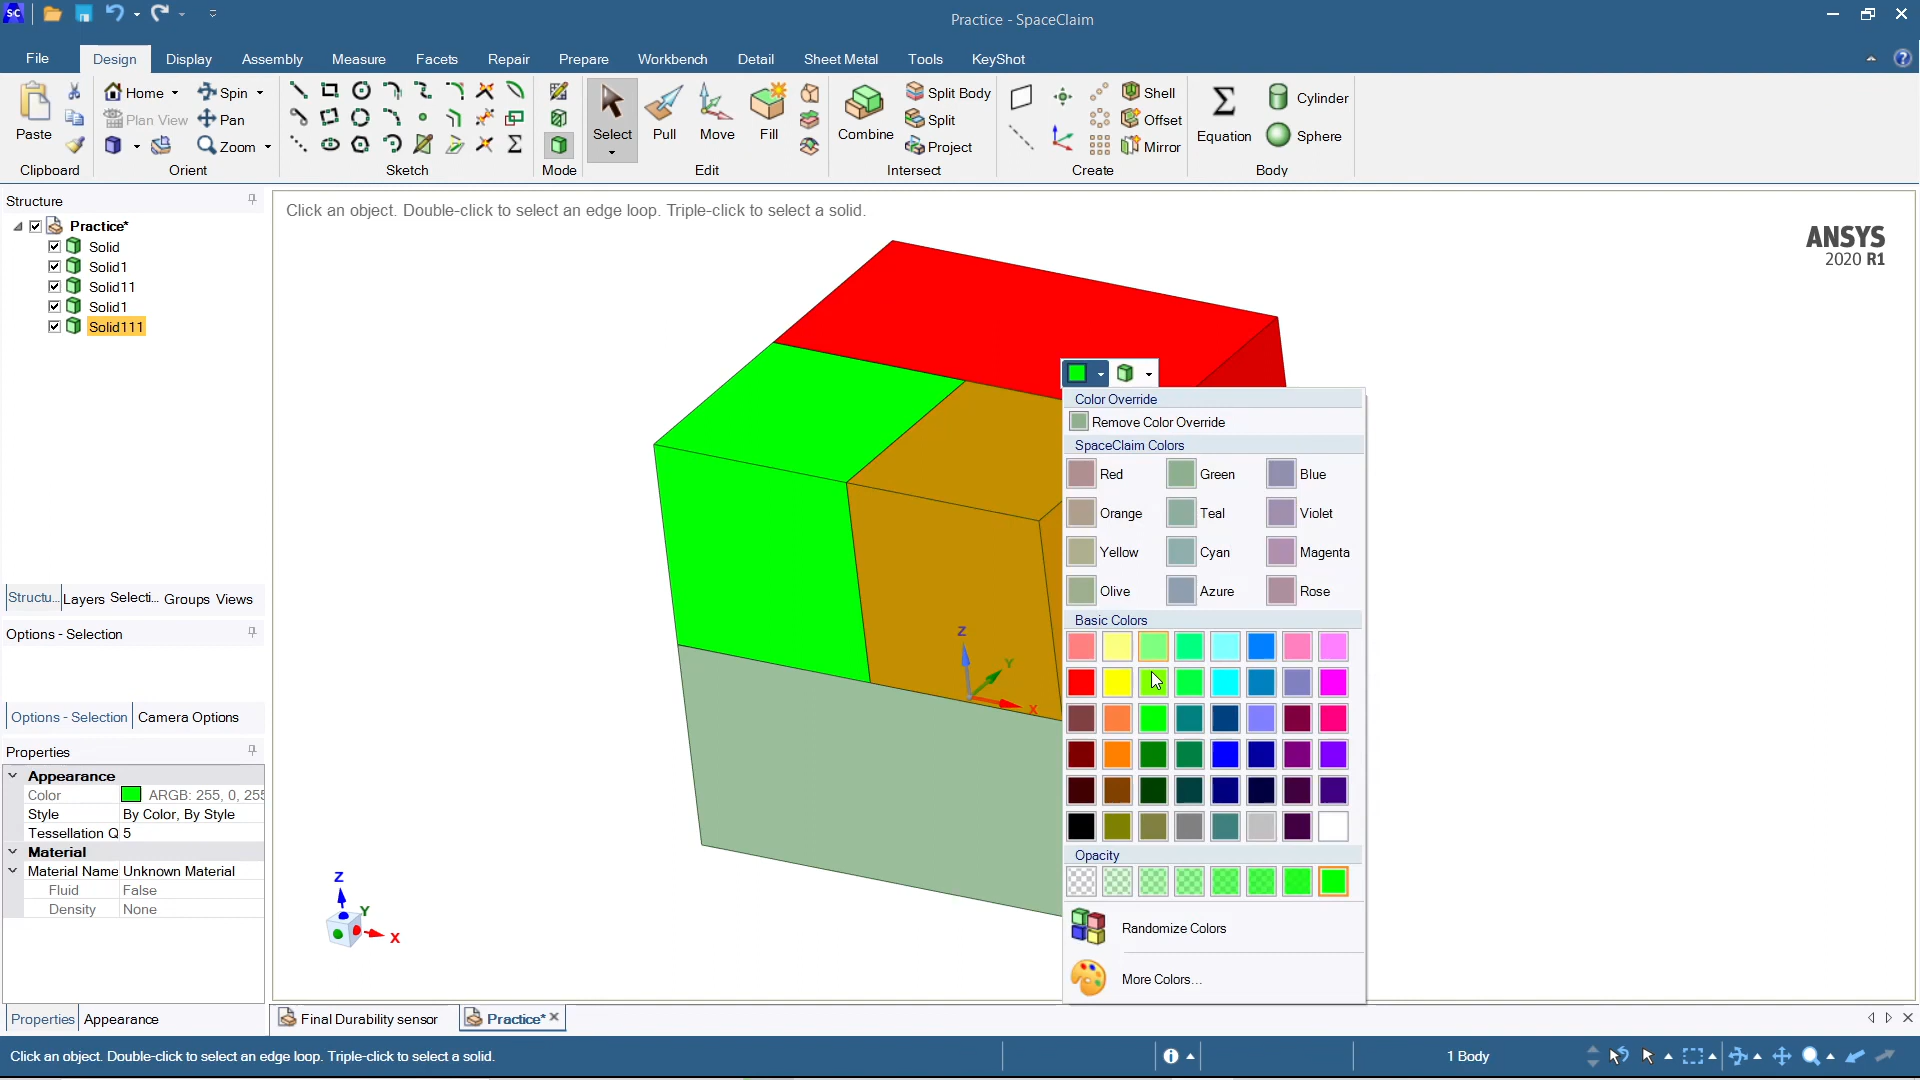 SC
Practice - SpaceClaim
File Design Display Assembly Measure Facets Repair Prepare Workbench Detail Sheet Metal Tools KeyShot
Paste
Clipboard
Home Spin
Plan View Pan
Zoom
Orient
Sketch
Mode
Select Pull Move Fill
Edit
Combine
Split Body
Split
Project
Intersect
Shell
Offset
Mirror
Create
Equation
Cylinder
Sphere
Body
Structure
Practice*
Solid
Solid1
Solid11
Solid1
Solid111
Structu... Layers Selecti... Groups Views
Options - Selection
Options - Selection Camera Options
Properties
Appearance
Color ARGB: 255, 0, 255
Style By Color, By Style
Tessellation Q 5
Material
Material Name Unknown Material
Fluid False
Density None
Properties Appearance
Click an object. Double-click to select an edge loop. Triple-click to select a solid.
ANSYS
2020 R1
Z
Y
X
Z
Y
X
Color Override
Remove Color Override
SpaceClaim Colors
Red Green Blue
Orange Teal Violet
Yellow Cyan Magenta
Olive Azure Rose
Basic Colors
Opacity
Randomize Colors
More Colors...
Final Durability sensor Practice*
Click an object. Double-click to select an edge loop. Triple-click to select a solid.
1 Body